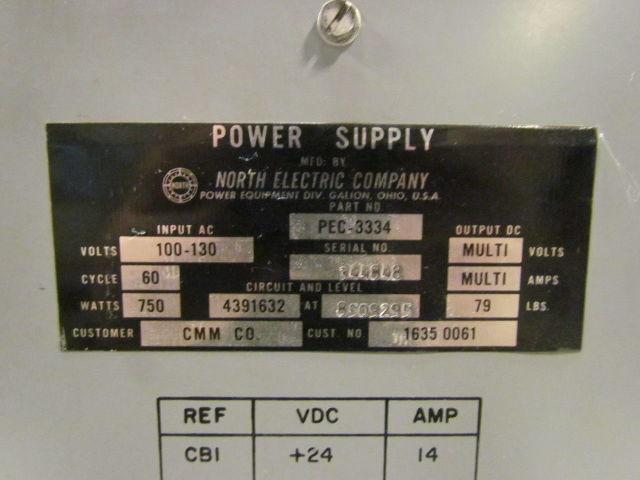 POWER SUPPLY
MFD. BY
NORTH
NORTH ELECTRIC COMPANY
POWER EQUIPMENT DIV. GALION, OHIO, U.S.A.
PART NO.
INPUT AC PEC-3334 OUTPUT DC
VOLTS 100-130 SERIAL NO. MULTI VOLTS
CYCLE 60 MULTI AMPS
CIRCUIT AND LEVEL
WATTS 750 4391632 AT 79 LBS.
CUSTOMER CMM CO. CUST. NO. 1635 0061
REF VDC AMP
CB1 +24 14